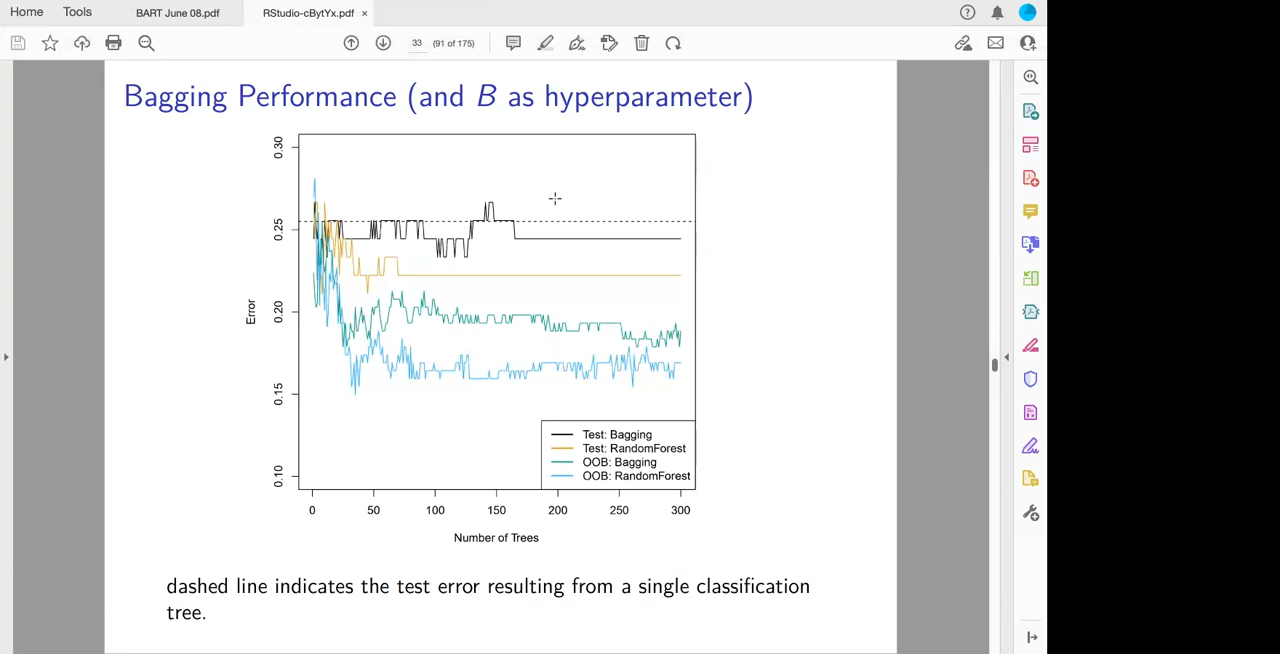 Home Tools BART June 08.pdf RStudio-cBytYx.pdf ×
33 (91 of 175)
Bagging Performance (and B as hyperparameter)
0.30
0.25
0.20
0.15
0.10
Error
0 50 100 150 200 250 300
Number of Trees
Test: Bagging
Test: RandomForest
OOB: Bagging
OOB: RandomForest
dashed line indicates the test error resulting from a single classification
tree.